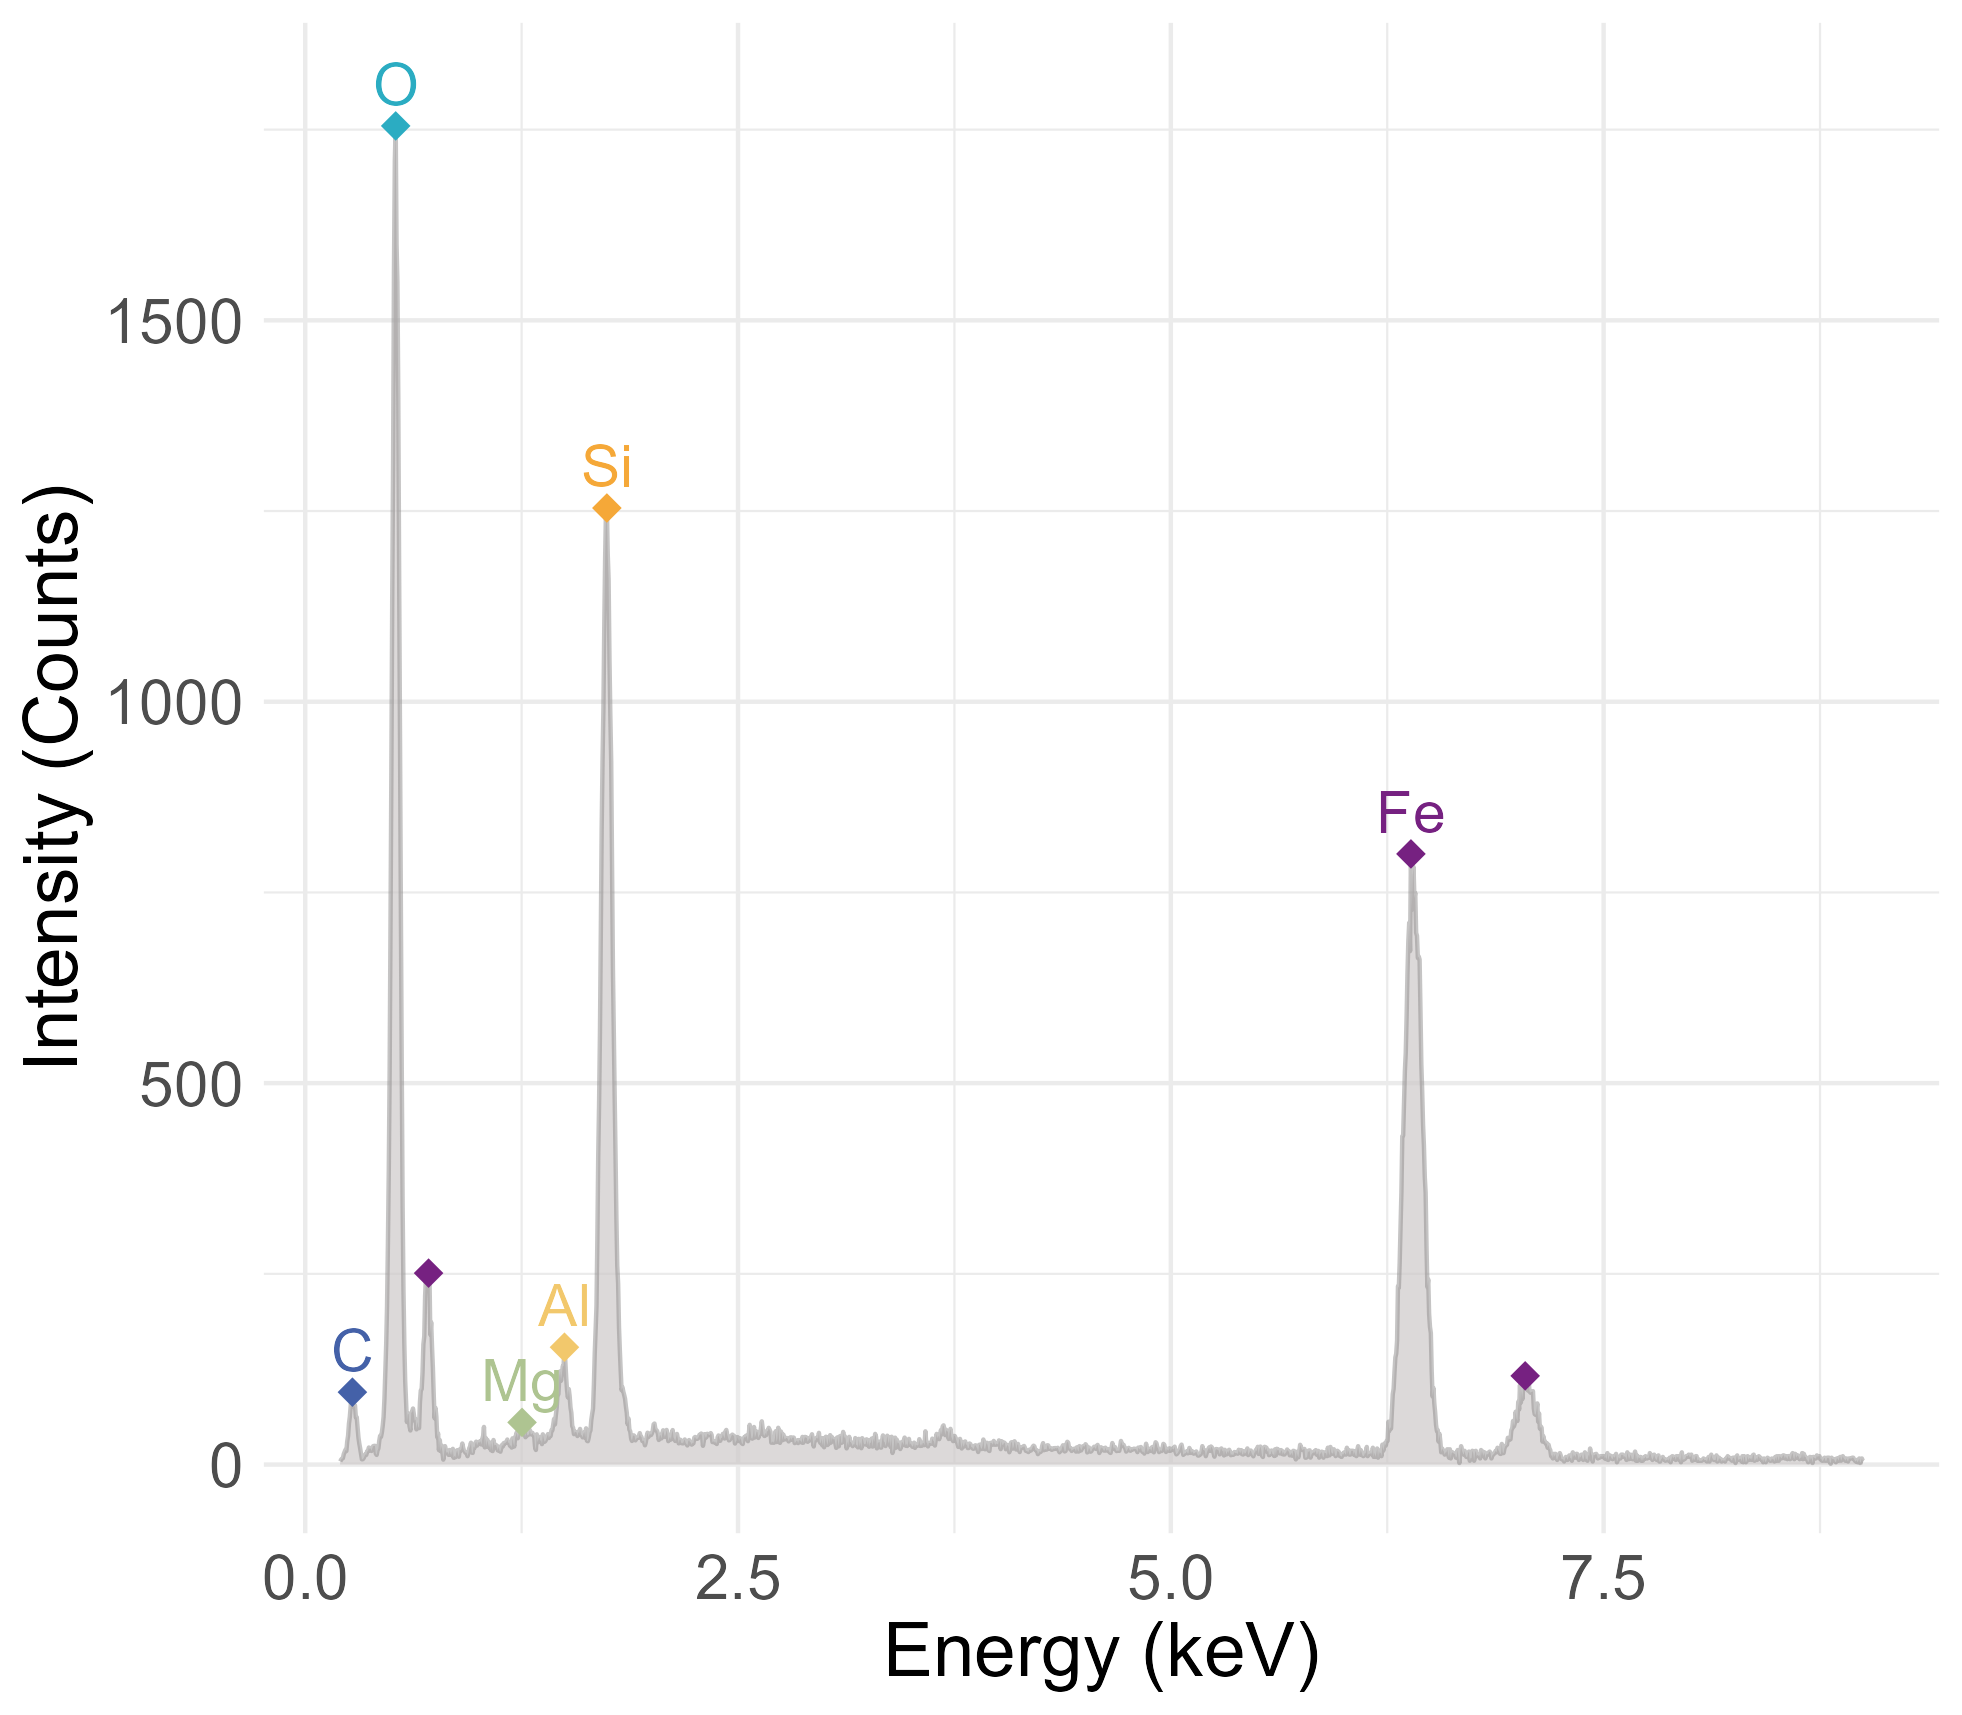 O
1500
Si
1000
Fe
500
Al
C
Mg
0
0.0 2.5 5.0 7.5
Energy (keV)
Intensity (Counts)